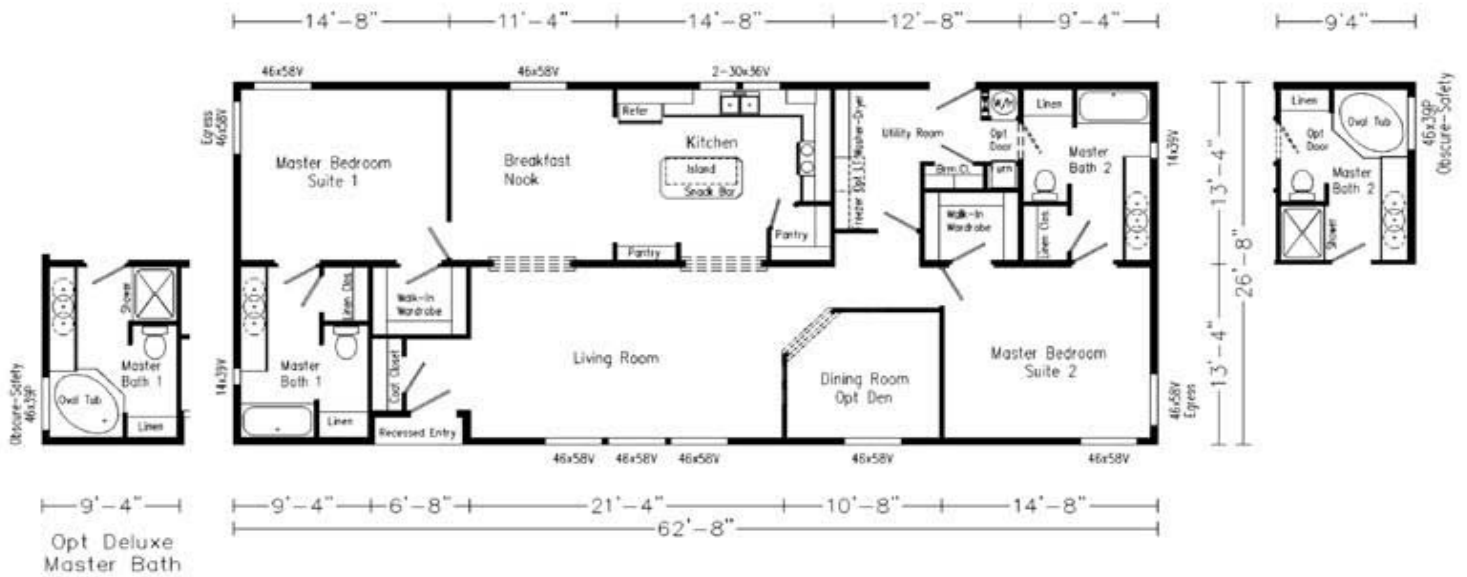 14'-8" 11'-4" 14'-8" 12'-8" 9'-4" 9'4"
46x58V 46x58V 2-30x36V
Egress
46x58V
Master Bedroom
Suite 1
Breakfast
Nook
Refer
Kitchen
Island
Snack Bar
Pantry
Pantry
Washer-Dryer
Freezer
Utility Room
W/H
Opt
Door
Brm.Cl.
Furn
Linen
Master
Bath 2
14x39V
Walk-In
Wardrobe
Linen Clos.
13'-4"
26'-8"
13'-4"
Linen
Oval Tub
Opt
Door
Master
Bath 2
Shower
46x39P
Obscure-Safety
Shower
Master
Bath 1
Oval Tub
Linen
Obscure-Safety
46x39P
Linen Clos.
Walk-In
Wardrobe
14x39V
Master
Bath 1
Linen
Coat Closet
Recessed Entry
Living Room
Dining Room
Opt Den
Master Bedroom
Suite 2
46x58V
Egress
46x58V 46x58V 46x58V 46x58V 46x58V
9'-4" 9'-4" 6'-8" 21'-4" 10'-8" 14'-8"
62'-8"
Opt Deluxe
Master Bath